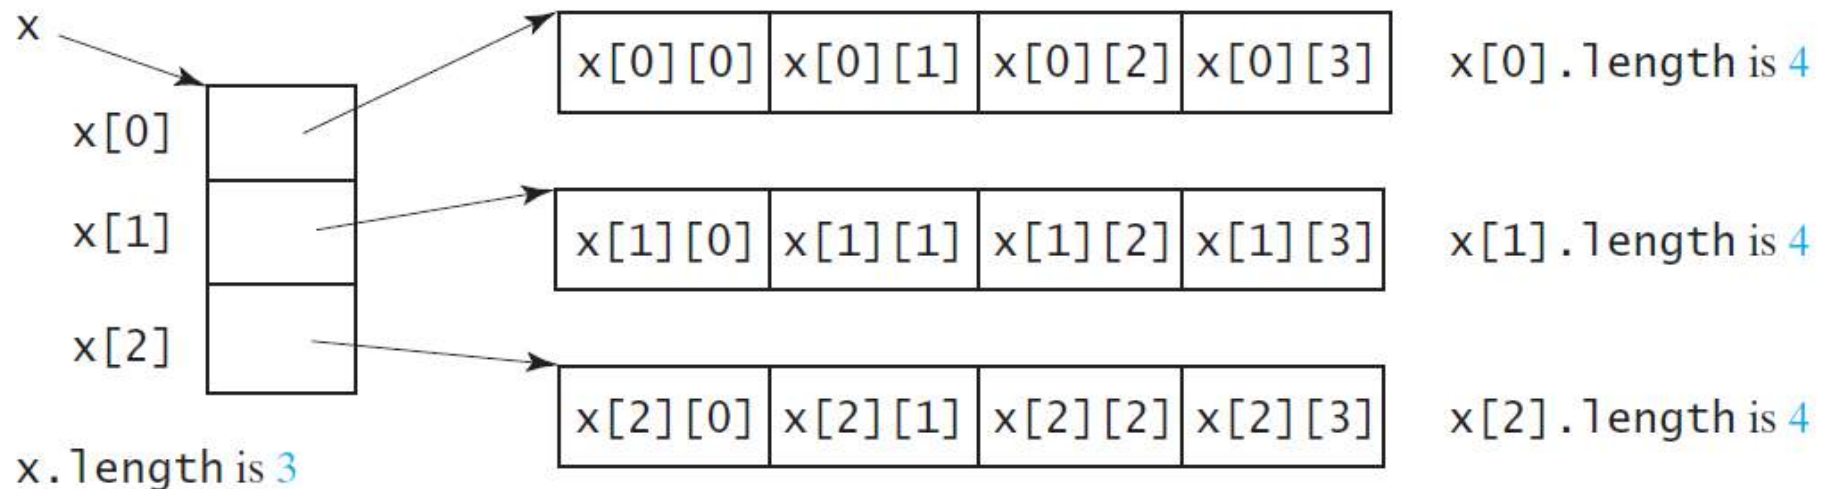 x
x[0]
x[1]
x[2]
x.length is 3
x[0][0] x[0][1] x[0][2] x[0][3] x[0].length is 4
x[1][0] x[1][1] x[1][2] x[1][3] x[1].length is 4
x[2][0] x[2][1] x[2][2] x[2][3] x[2].length is 4